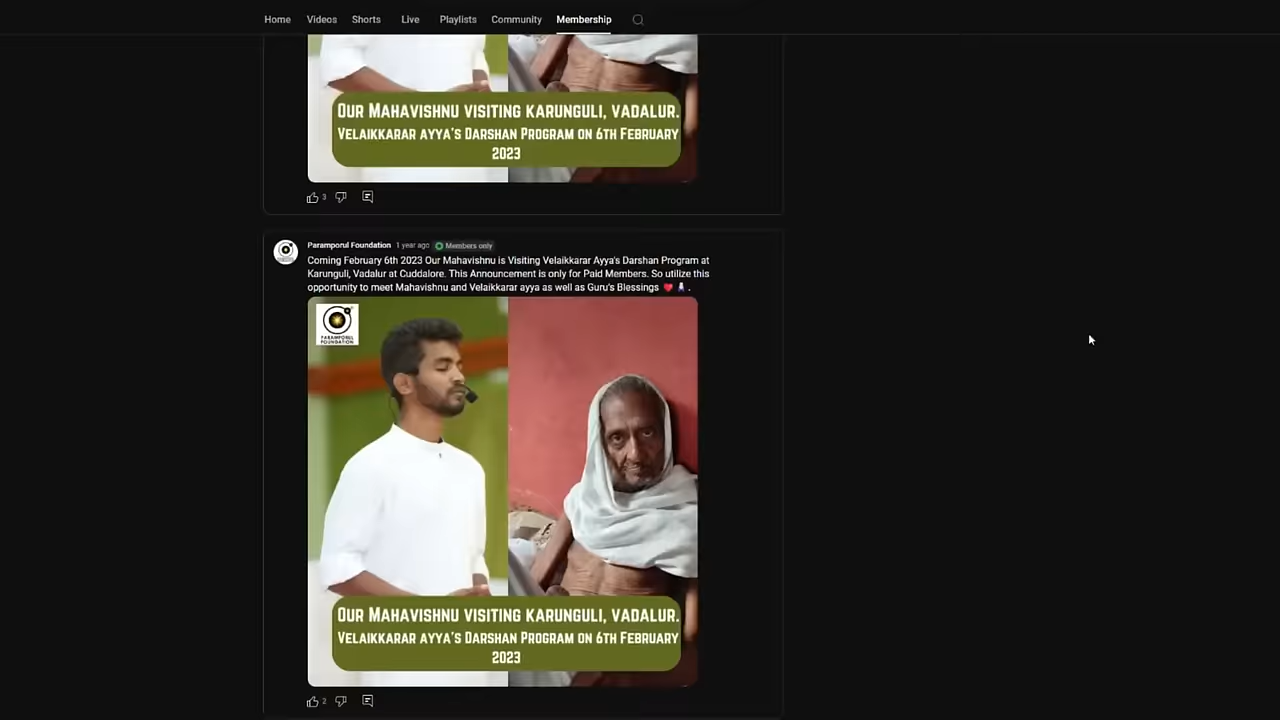 Home Videos Shorts Live Playlists Community Membership
OUR MAHAVISHNU VISITING KARUNGULI, VADALUR.
VELAIKKARAR AYYA'S DARSHAN PROGRAM ON 6TH FEBRUARY
2023
3
Paramporul Foundation 1 year ago Members only
Coming February 6th 2023 Our Mahavishnu is Visiting Velaikkarar Ayya's Darshan Program at
Karunguli, Vadalur at Cuddalore. This Announcement is only for Paid Members. So utilize this
opportunity to meet Mahavishnu and Velaikkarar ayya as well as Guru's Blessings ❤️ .
PARAMPORUL
FOUNDATION
OUR MAHAVISHNU VISITING KARUNGULI, VADALUR.
VELAIKKARAR AYYA'S DARSHAN PROGRAM ON 6TH FEBRUARY
2023
2